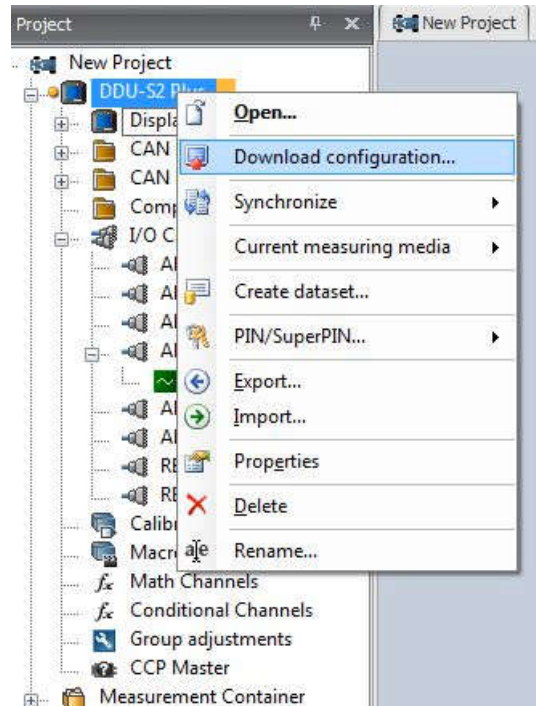 Project
New Project
New Project
DDU-S2 Plus
Displa
CAN
CAN
Comp
I/O C
Calibr
Macr
Math Channels
Conditional Channels
Group adjustments
CCP Master
Measurement Container
Open...
Download configuration...
Synchronize
Current measuring media
Create dataset...
PIN/SuperPIN...
Export...
Import...
Properties
Delete
Rename...